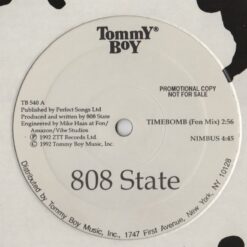 TOMMY®
BOY
TB 540 A
Published by Perfect Songs Ltd
Produced and written by 808 State
Engineered by Mike Haas at Fon/
Amazon/Vibe Studios
℗ 1992 ZTT Records Ltd
© 1992 Tommy Boy Music, Inc.
PROMOTIONAL COPY
NOT FOR SALE
TIMEBOMB (Fon Mix) 2:56
NIMBUS 4:45
808 State
Distributed by Tommy Boy Music, Inc., 1747 First Avenue, New York, NY 10128